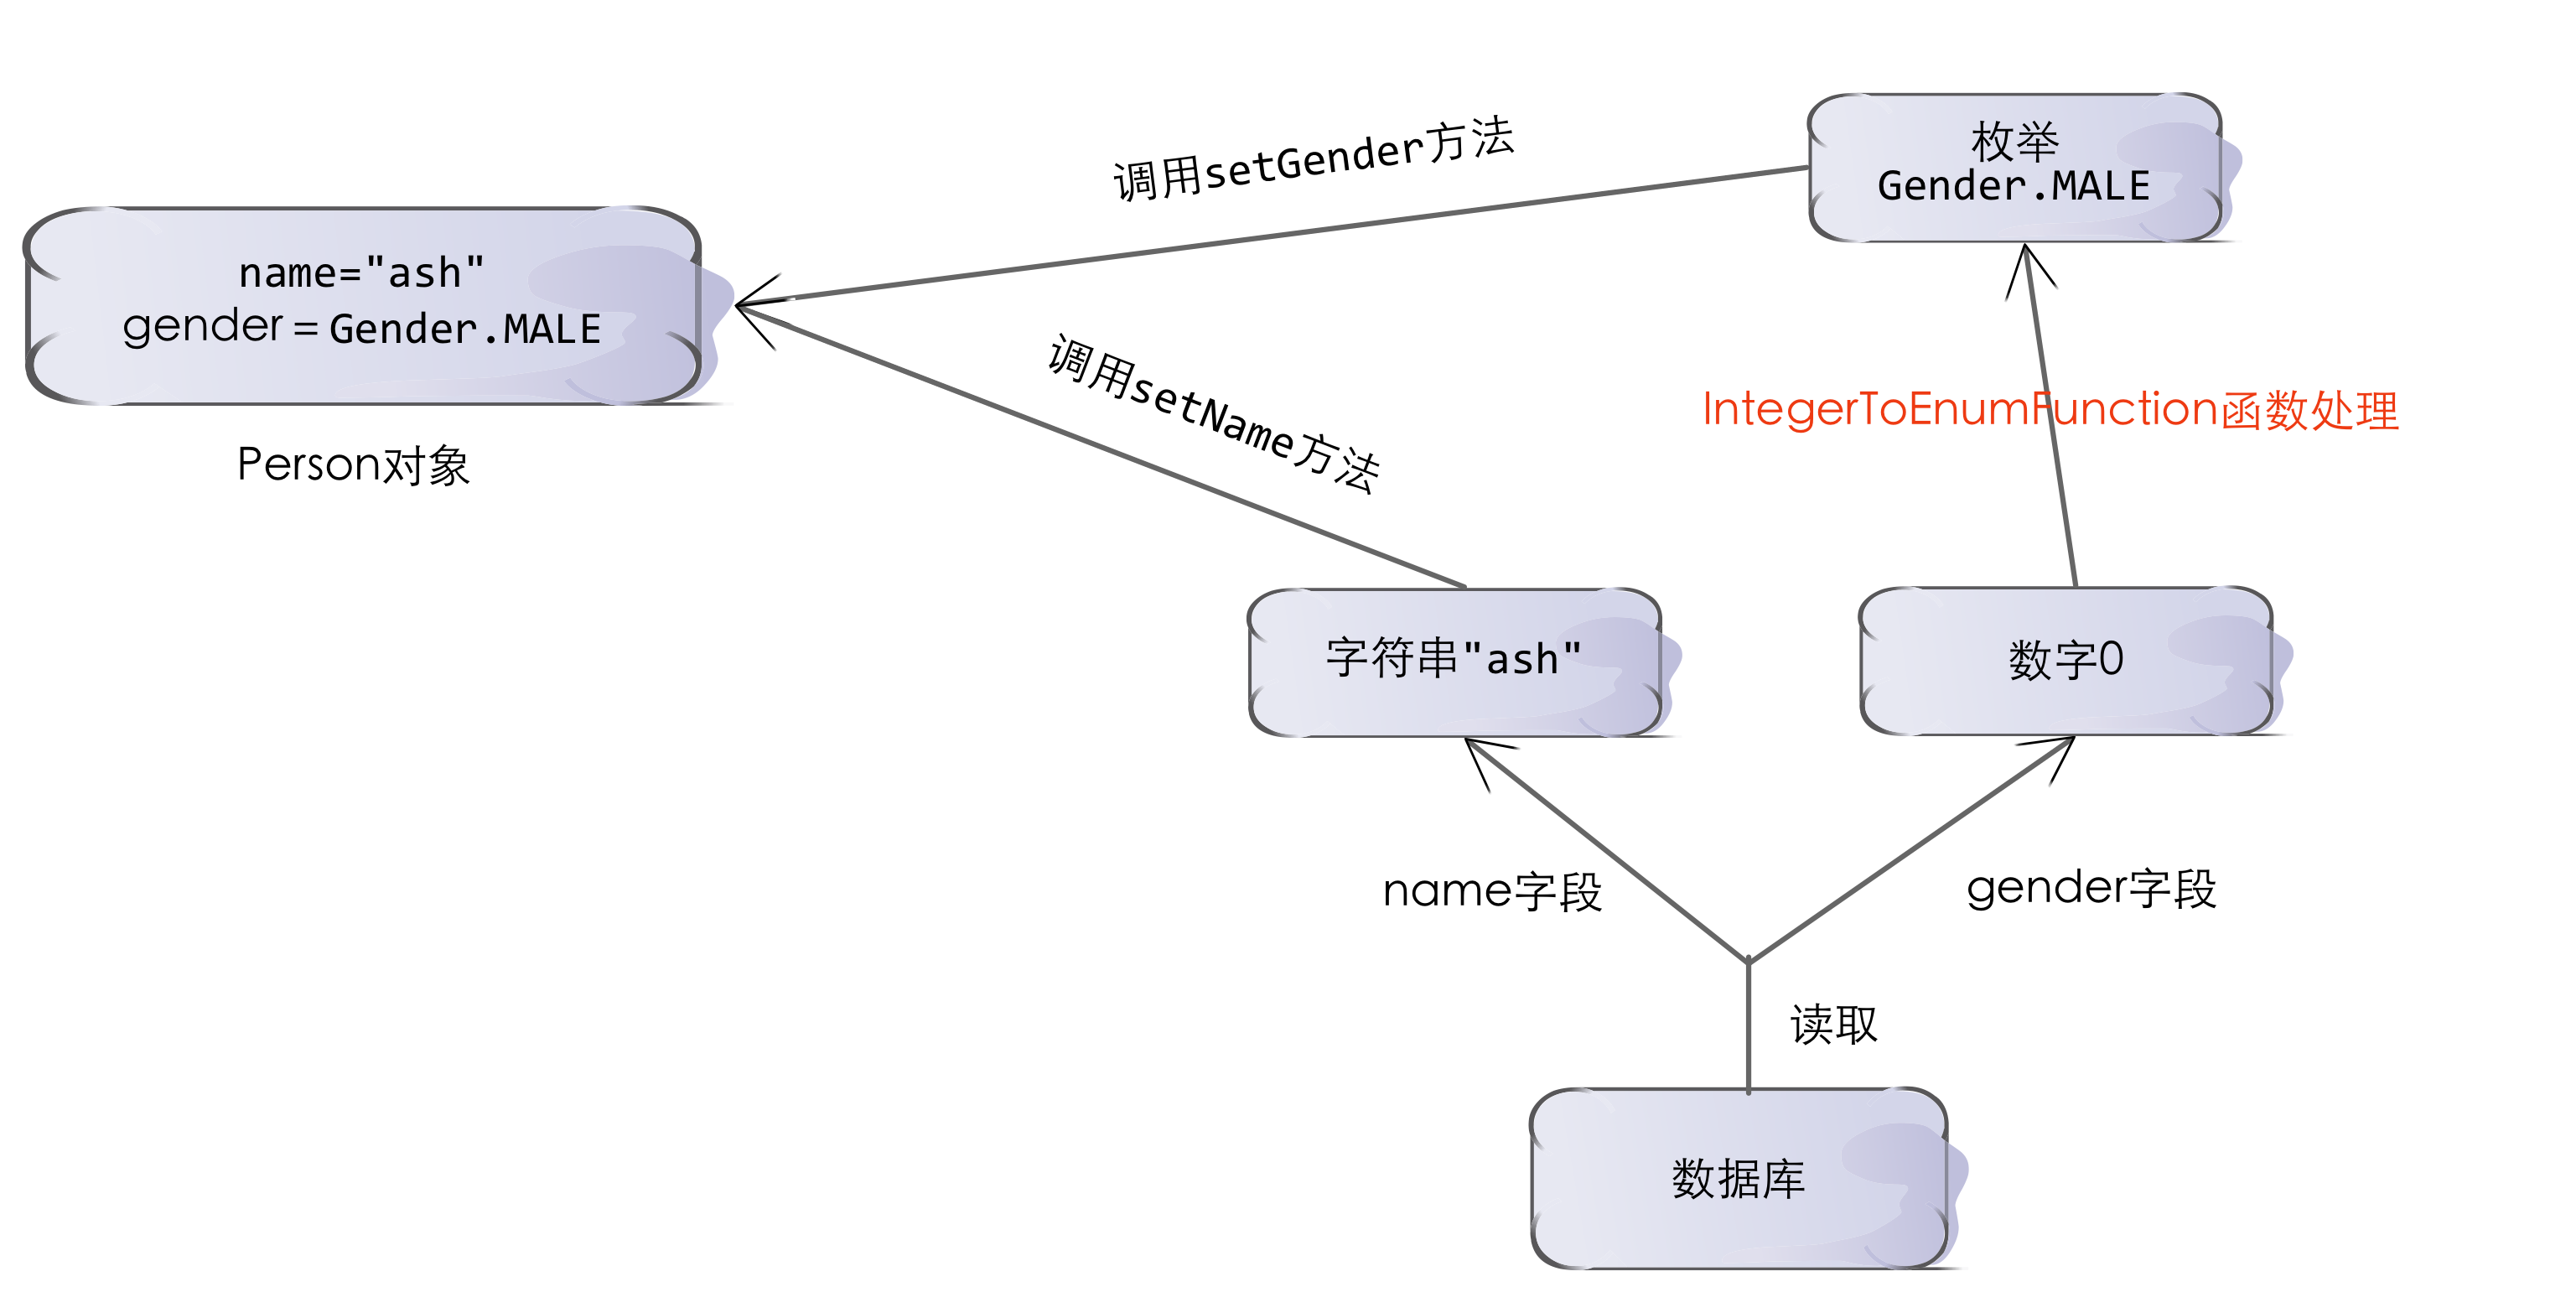 枚举
Gender.MALE
调用setGender方法
name="ash"
gender = Gender.MALE
Person对象
调用setName方法
IntegerToEnumFunction函数处理
字符串"ash"
数字0
name字段
gender字段
读取
数据库